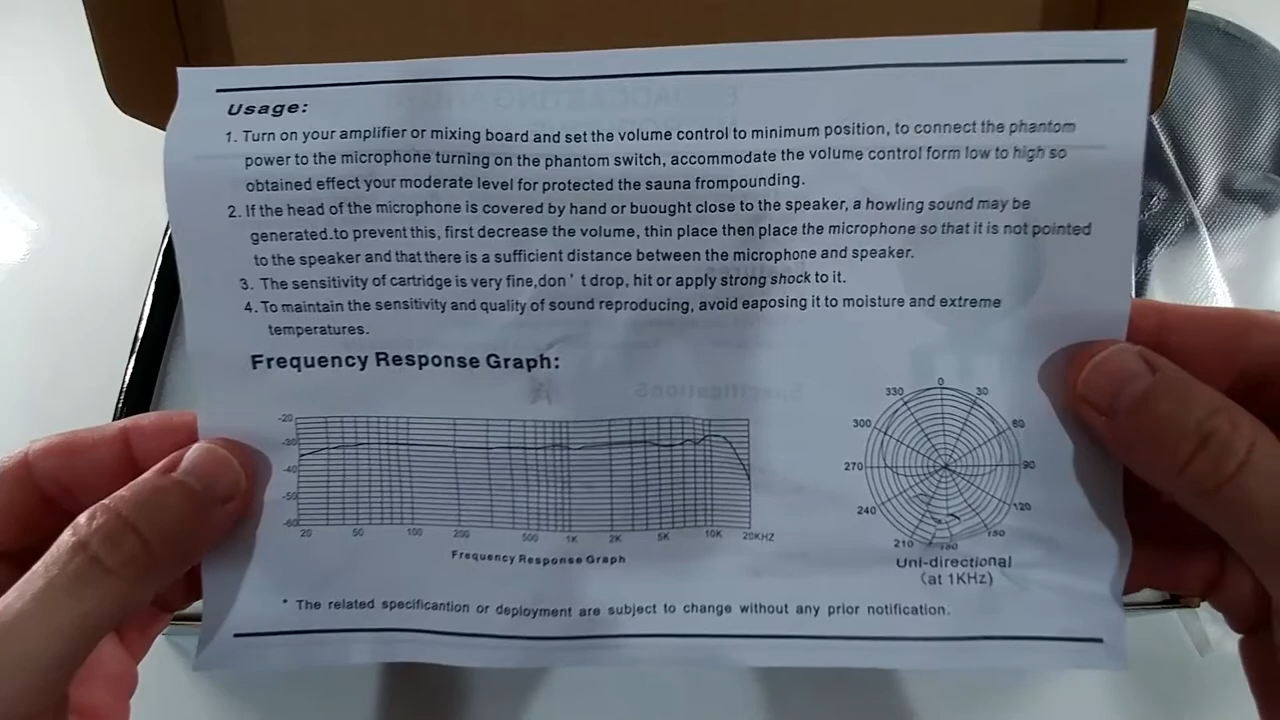 Usage:
1. Turn on your amplifier or mixing board and set the volume control to minimum position, to connect the phantom
power to the microphone turning on the phantom switch, accommodate the volume control form low to high so
obtained effect your moderate level for protected the sauna frompounding.
2. If the head of the microphone is covered by hand or buought close to the speaker, a howling sound may be
generated.to prevent this, first decrease the volume, thin place then place the microphone so that it is not pointed
to the speaker and that there is a sufficient distance between the microphone and speaker.
3. The sensitivity of cartridge is very fine,don' t drop, hit or apply strong shock to it.
4. To maintain the sensitivity and quality of sound reproducing, avoid eaposing it to moisture and extreme
temperatures.
Frequency Response Graph:
-20
-30
-40
-50
-60
20 50 100 200 500 1K 2K 5K 10K 20KHZ
Frequency Response Graph
0
330 30
300 60
270 90
240 120
210 180 150
Uni-directional
(at 1KHz)
* The related specificantion or deployment are subject to change without any prior notification.